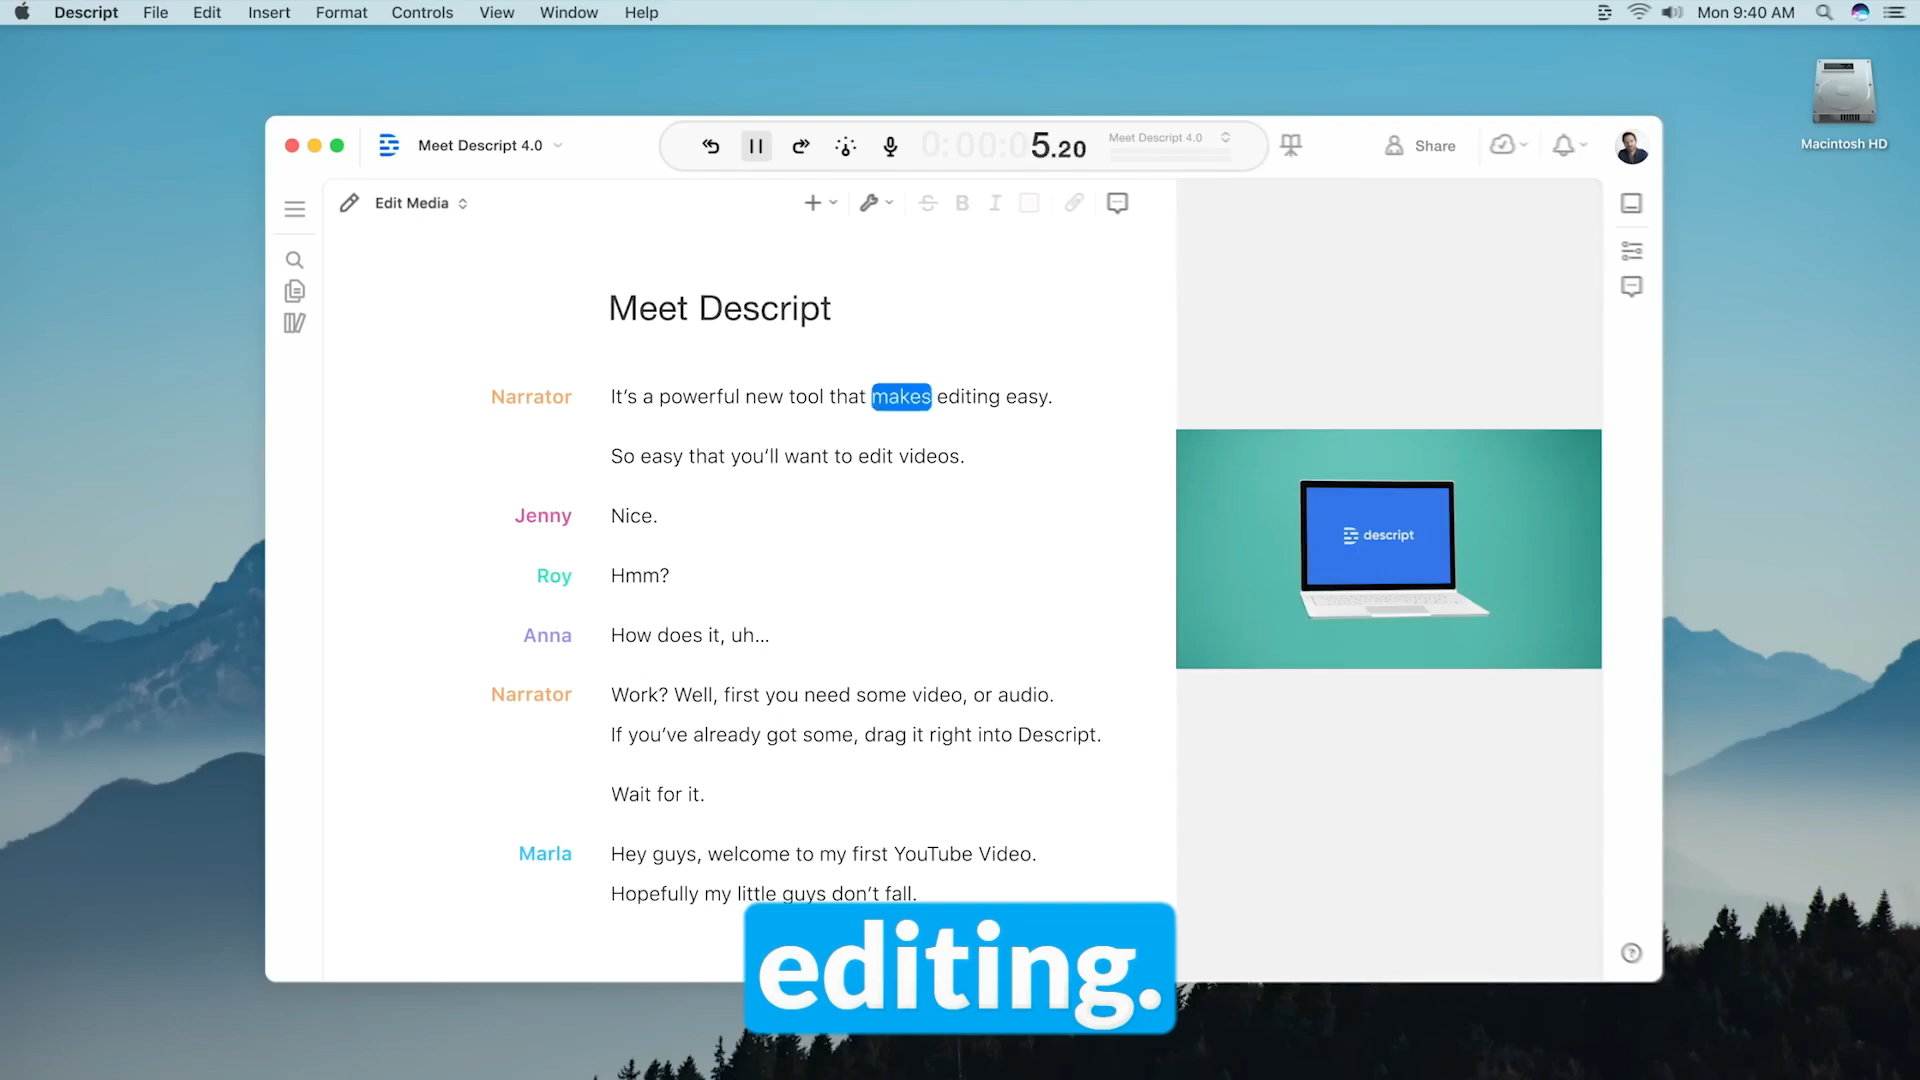 Descript File Edit Insert Format Controls View Window Help Mon 9:40 AM
Macintosh HD
Meet Descript 4.0 0:00:05.20 Meet Descript 4.0 Share
Edit Media B I
Meet Descript
Narrator It’s a powerful new tool that makes editing easy.
So easy that you’ll want to edit videos.
Jenny Nice.
descript
Roy Hmm?
Anna How does it, uh...
Narrator Work? Well, first you need some video, or audio.
If you’ve already got some, drag it right into Descript.
Wait for it.
Marla Hey guys, welcome to my first YouTube Video.
Hopefully my little guys don’t fall.
editing.